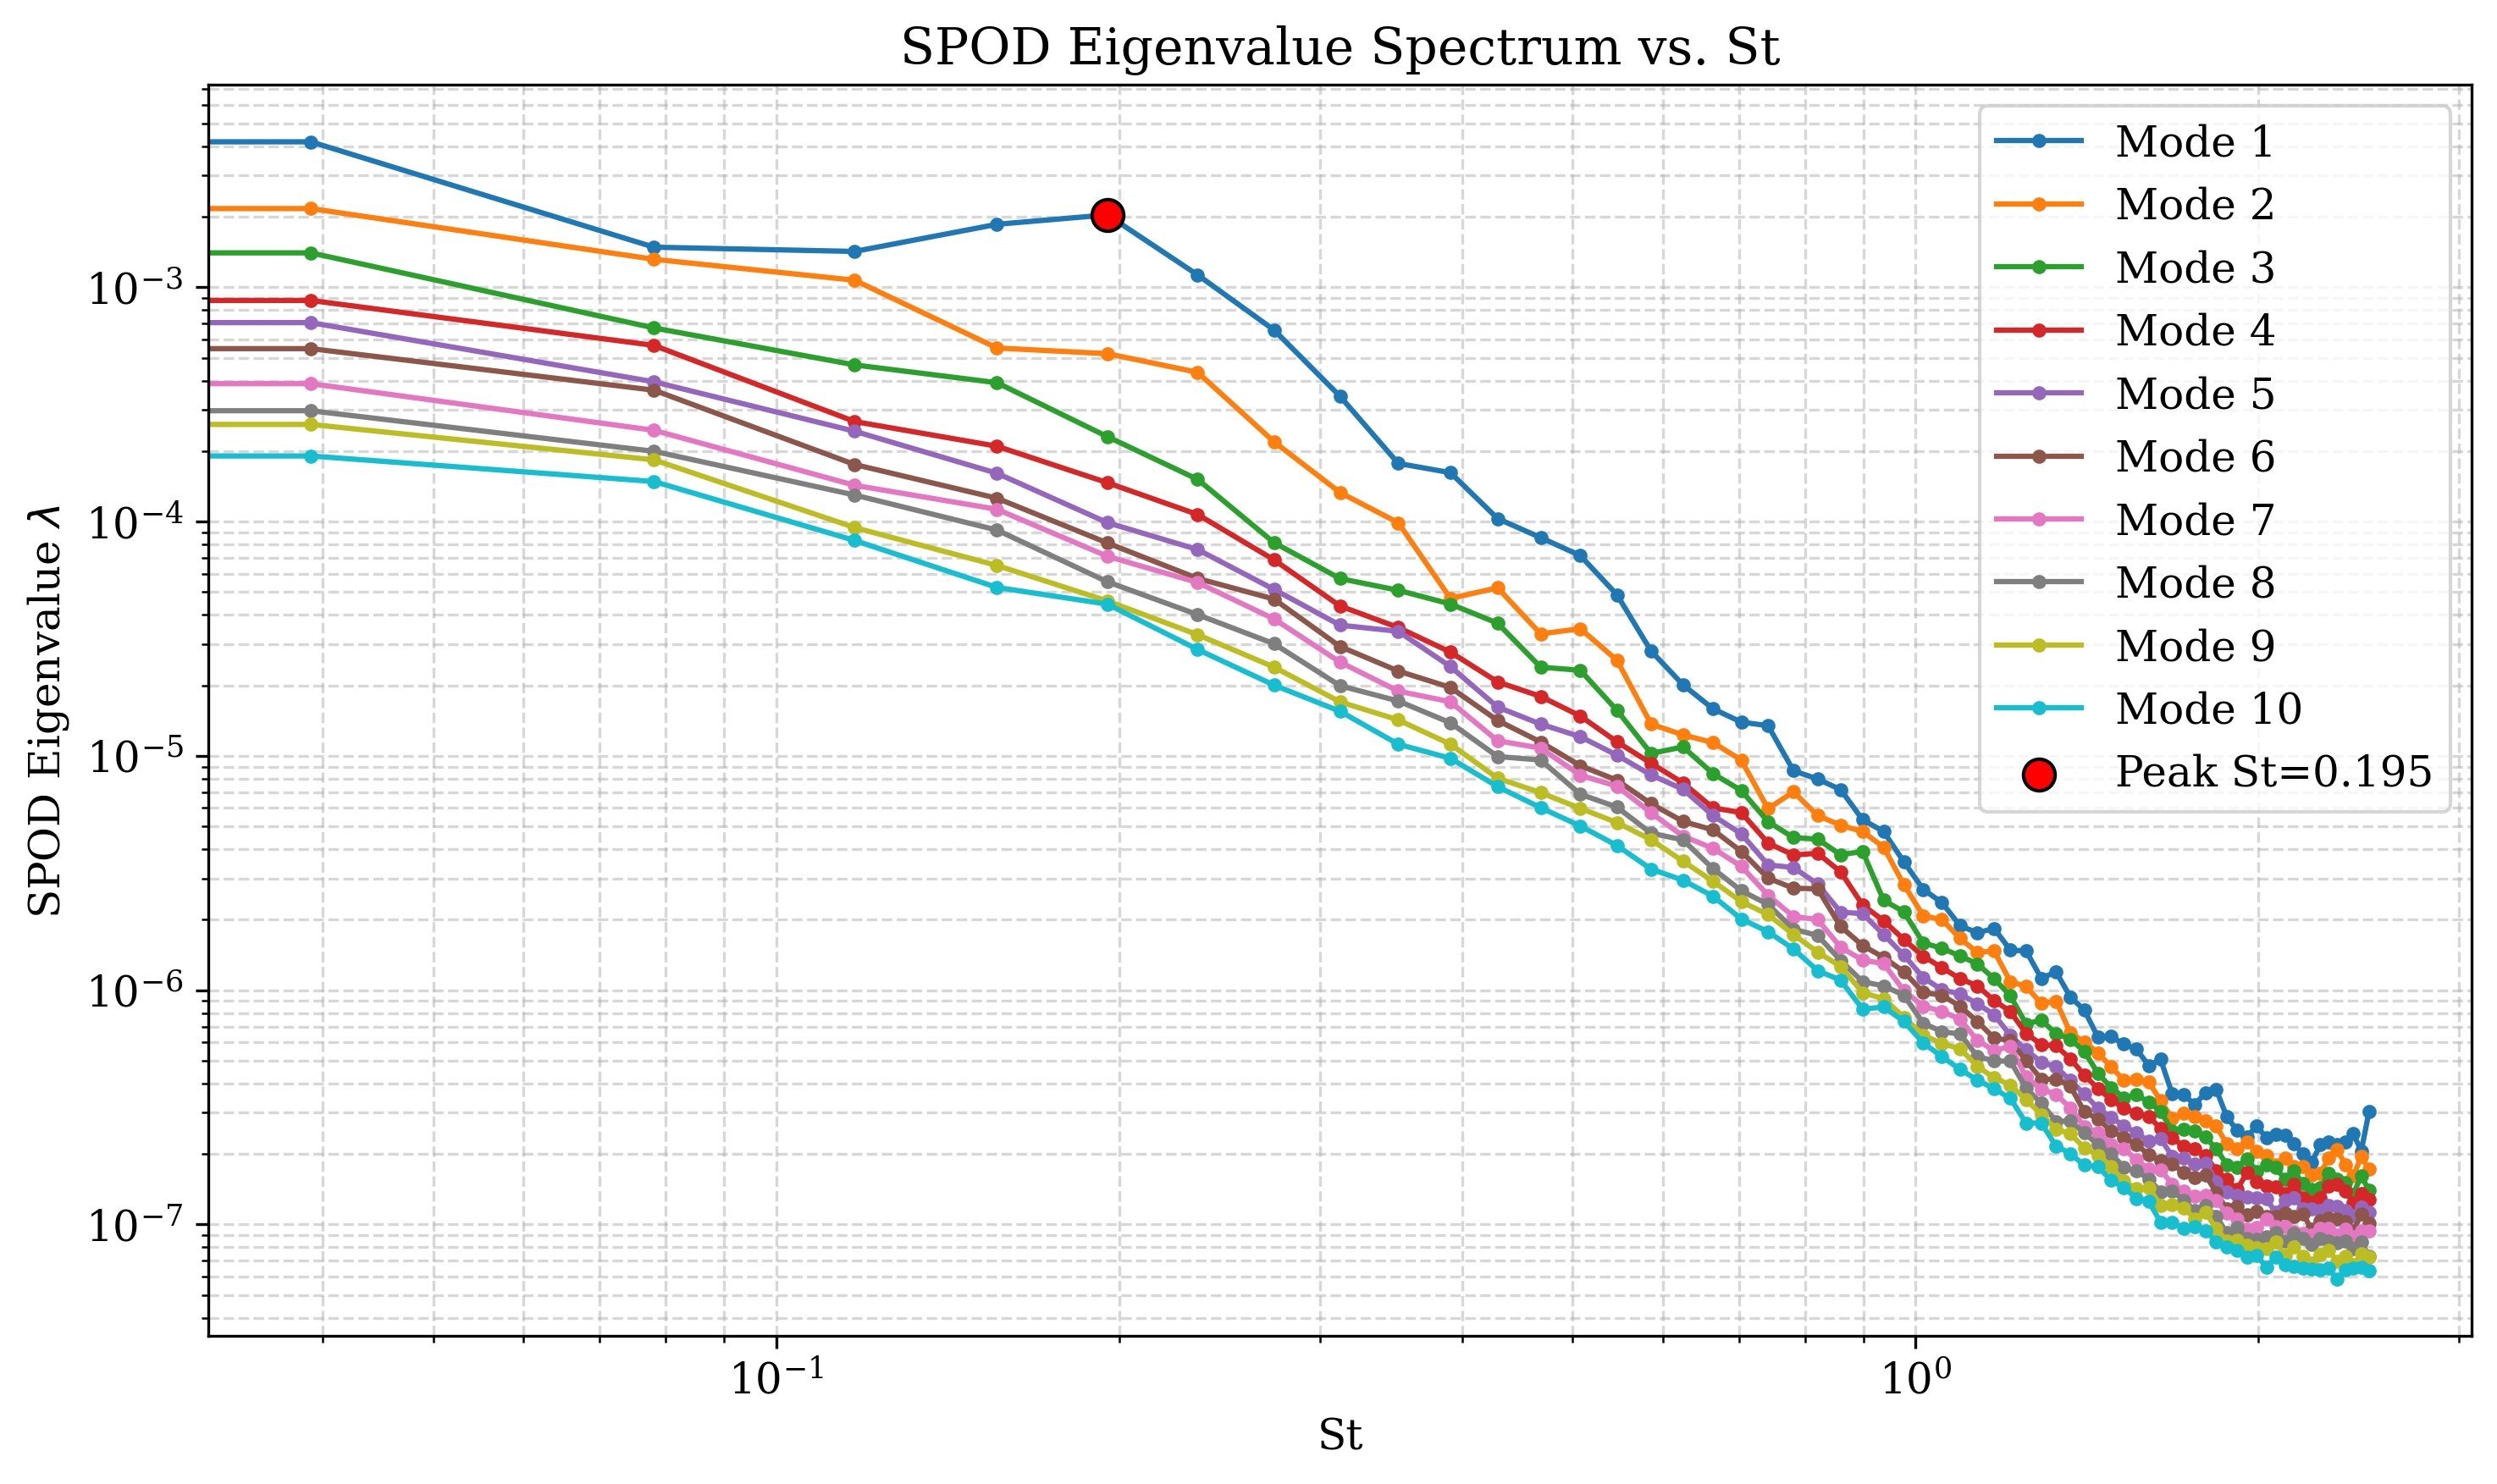 SPOD Eigenvalue Spectrum vs. St
SPOD Eigenvalue λ
10⁻³
10⁻⁴
10⁻⁵
10⁻⁶
10⁻⁷
Mode 1
Mode 2
Mode 3
Mode 4
Mode 5
Mode 6
Mode 7
Mode 8
Mode 9
Mode 10
Peak St=0.195
10⁻¹
10⁰
St